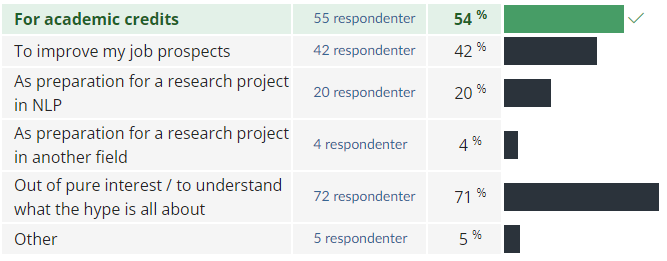 For academic credits 55 respondenter 54 %
To improve my job prospects 42 respondenter 42 %
As preparation for a research project
in NLP 20 respondenter 20 %
As preparation for a research project
in another field 4 respondenter 4 %
Out of pure interest / to understand
what the hype is all about 72 respondenter 71 %
Other 5 respondenter 5 %